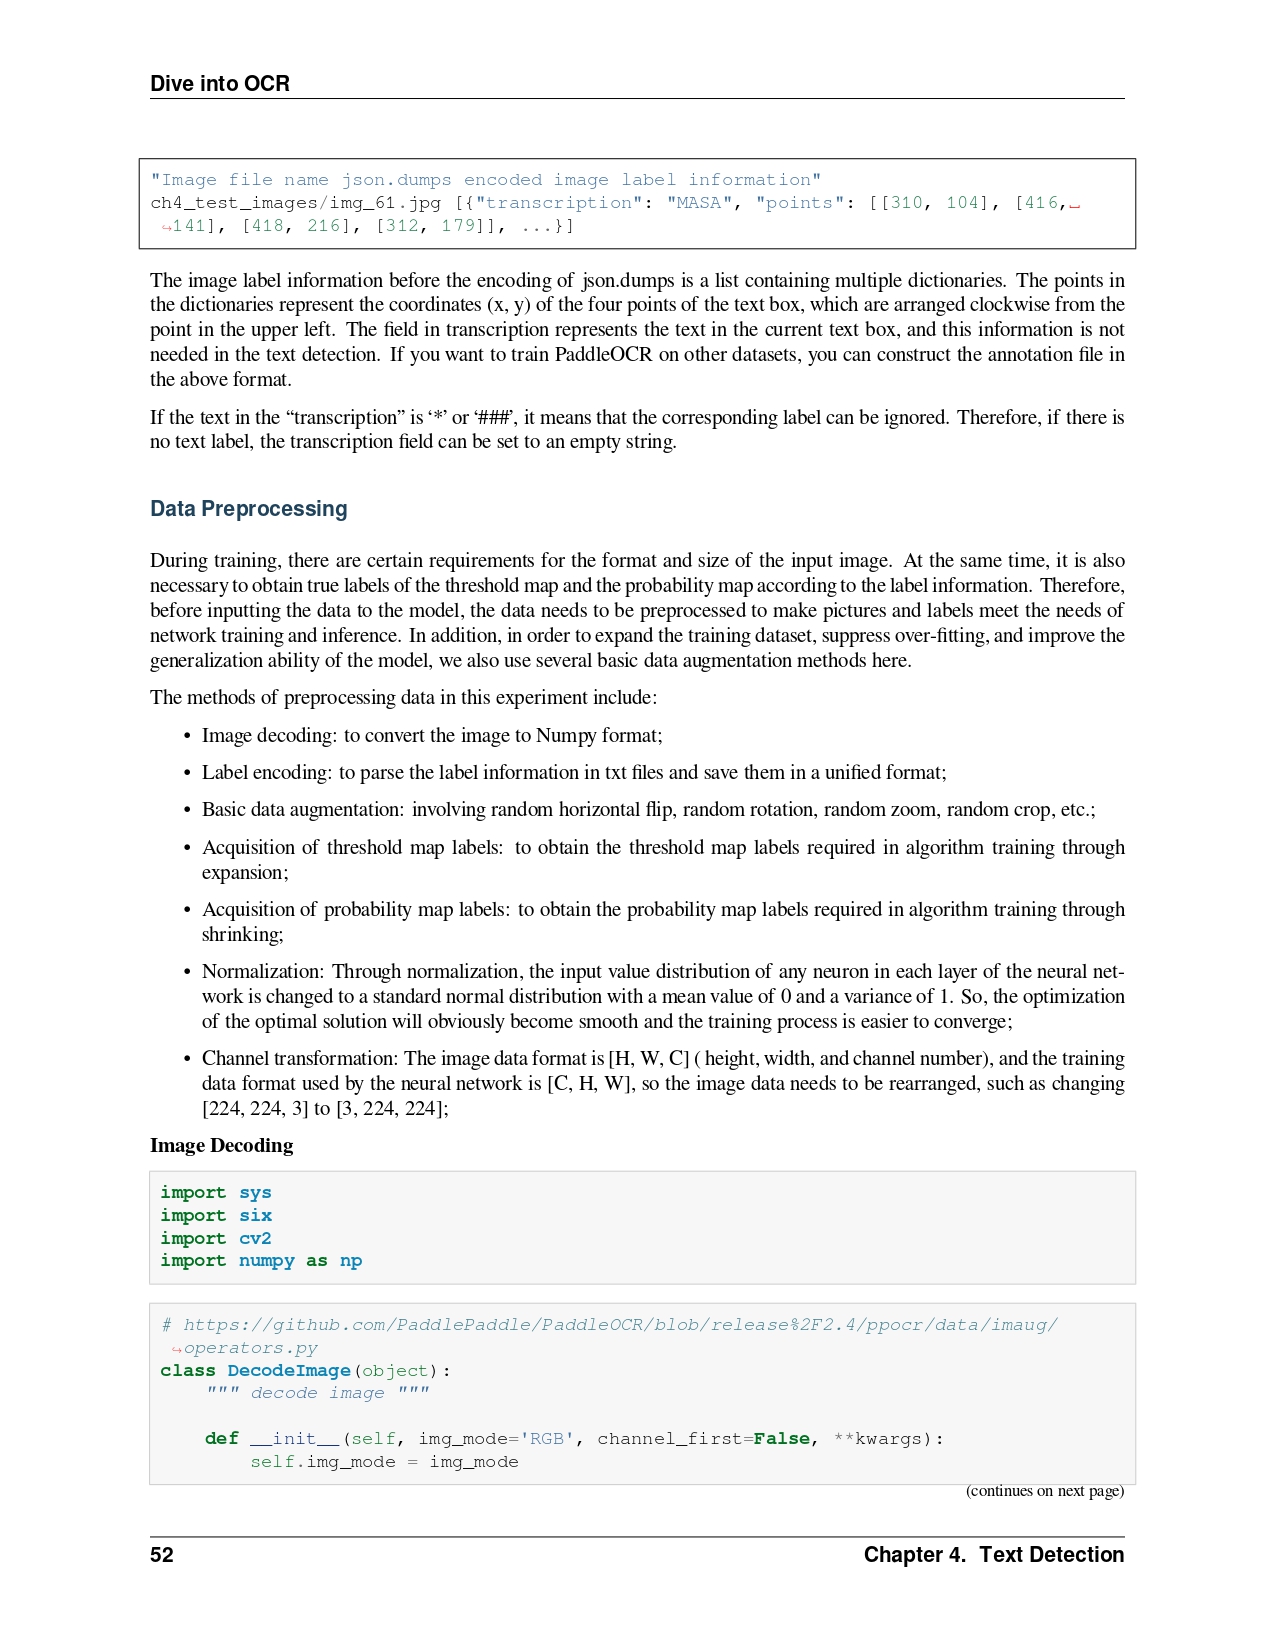 Dive into OCR
"Image file name json.dumps encoded image label information"
ch4_test_images/img_61.jpg [{"transcription": "MASA", "points": [[310, 104], [416,␣
↪141], [418, 216], [312, 179]], ...}]
The image label information before the encoding of json.dumps is a list containing multiple dictionaries. The points in
the dictionaries represent the coordinates (x, y) of the four points of the text box, which are arranged clockwise from the
point in the upper left. The field in transcription represents the text in the current text box, and this information is not
needed in the text detection. If you want to train PaddleOCR on other datasets, you can construct the annotation file in
the above format.
If the text in the “transcription” is ‘*’ or ‘###’, it means that the corresponding label can be ignored. Therefore, if there is
no text label, the transcription field can be set to an empty string.
Data Preprocessing
During training, there are certain requirements for the format and size of the input image. At the same time, it is also
necessary to obtain true labels of the threshold map and the probability map according to the label information. Therefore,
before inputting the data to the model, the data needs to be preprocessed to make pictures and labels meet the needs of
network training and inference. In addition, in order to expand the training dataset, suppress over-fitting, and improve the
generalization ability of the model, we also use several basic data augmentation methods here.
The methods of preprocessing data in this experiment include:
• Image decoding: to convert the image to Numpy format;
• Label encoding: to parse the label information in txt files and save them in a unified format;
• Basic data augmentation: involving random horizontal flip, random rotation, random zoom, random crop, etc.;
• Acquisition of threshold map labels: to obtain the threshold map labels required in algorithm training through
expansion;
• Acquisition of probability map labels: to obtain the probability map labels required in algorithm training through
shrinking;
• Normalization: Through normalization, the input value distribution of any neuron in each layer of the neural net-
work is changed to a standard normal distribution with a mean value of 0 and a variance of 1. So, the optimization
of the optimal solution will obviously become smooth and the training process is easier to converge;
• Channel transformation: The image data format is [H, W, C] ( height, width, and channel number), and the training
data format used by the neural network is [C, H, W], so the image data needs to be rearranged, such as changing
[224, 224, 3] to [3, 224, 224];
Image Decoding
import sys
import six
import cv2
import numpy as np
# https://github.com/PaddlePaddle/PaddleOCR/blob/release%2F2.4/ppocr/data/imaug/
↪operators.py
class DecodeImage(object):
    """ decode image """
    def __init__(self, img_mode='RGB', channel_first=False, **kwargs):
        self.img_mode = img_mode
(continues on next page)
52
Chapter 4. Text Detection